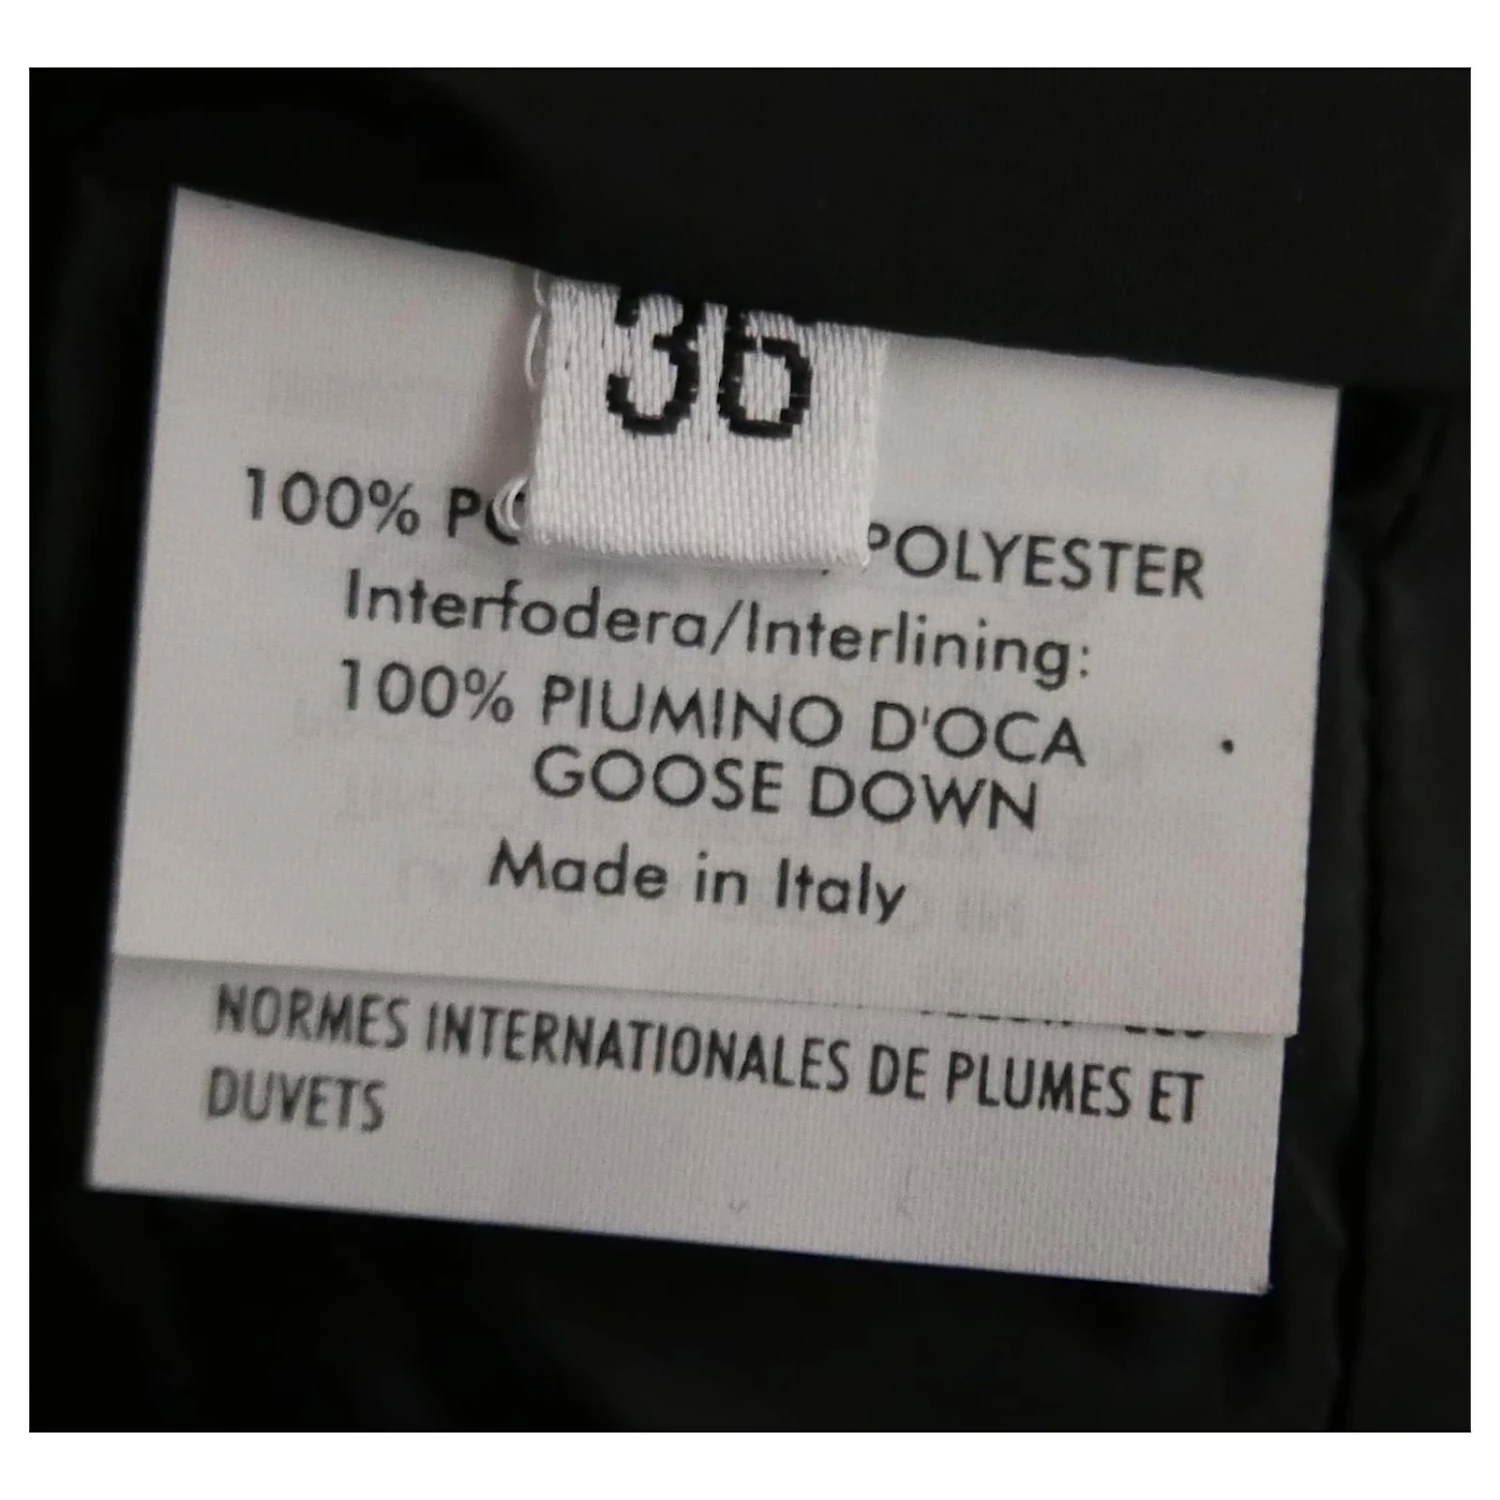 36
100% POLYESTER
Interfodera/Interlining:
100% PIUMINO D'OCA
GOOSE DOWN
Made in Italy
NORMES INTERNATIONALES DE PLUMES ET
DUVETS